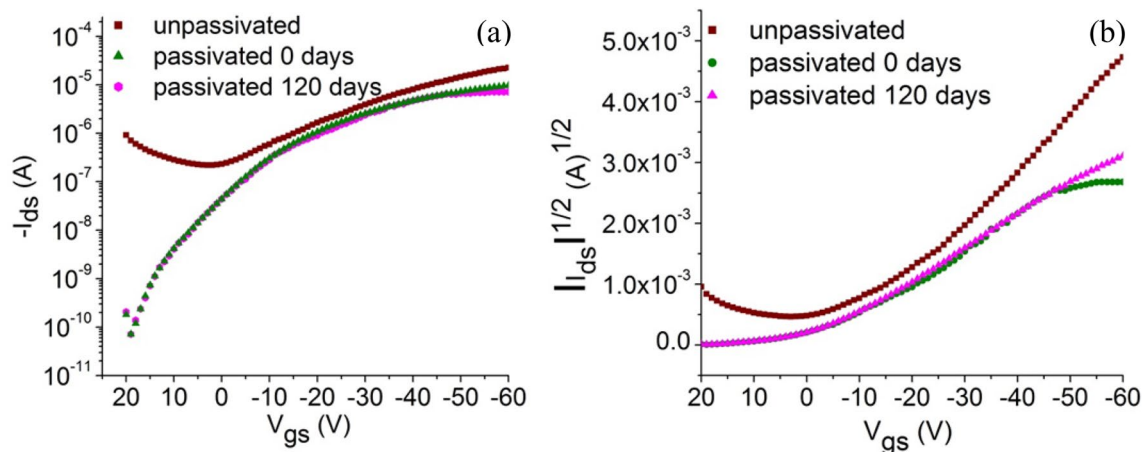 (a)
unpassivated
passivated 0 days
passivated 120 days
10⁻⁴
10⁻⁵
10⁻⁶
10⁻⁷
10⁻⁸
10⁻⁹
10⁻¹⁰
10⁻¹¹
-I_ds (A)
20 10 0 -10 -20 -30 -40 -50 -60
V_gs (V)
(b)
unpassivated
passivated 0 days
passivated 120 days
5.0x10⁻³
4.0x10⁻³
3.0x10⁻³
2.0x10⁻³
1.0x10⁻³
0.0
|I_ds|^1/2 (A)^1/2
20 10 0 -10 -20 -30 -40 -50 -60
V_gs (V)